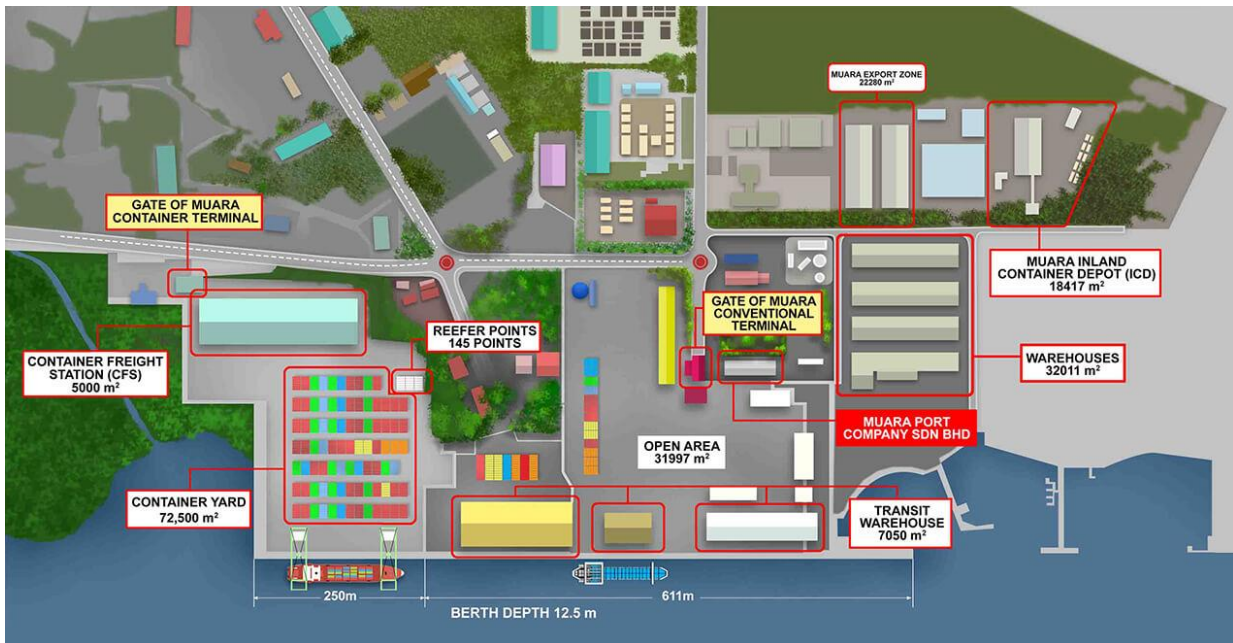 MUARA EXPORT ZONE
22280 m²
GATE OF MUARA
CONTAINER TERMINAL
MUARA INLAND
CONTAINER DEPOT (ICD)
18417 m²
GATE OF MUARA
CONVENTIONAL
TERMINAL
REEFER POINTS
145 POINTS
CONTAINER FREIGHT
STATION (CFS)
5000 m²
WAREHOUSES
32011 m²
MUARA PORT
COMPANY SDN BHD
OPEN AREA
31997 m²
CONTAINER YARD
72,500 m²
TRANSIT
WAREHOUSE
7050 m²
250m
611m
BERTH DEPTH 12.5 m